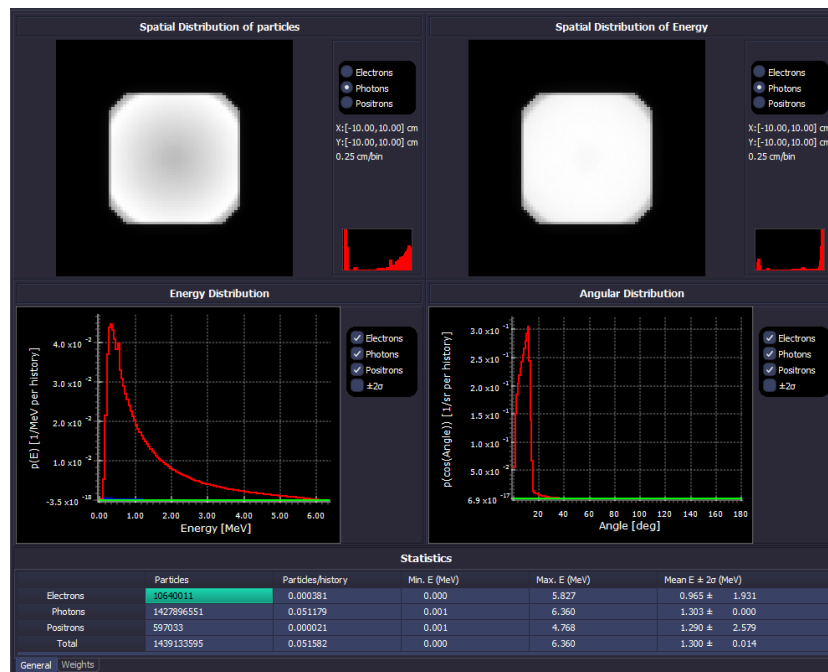 Spatial Distribution of particles
Electrons
Photons
Positrons
X:[-10.00,10.00] cm
Y:[-10.00,10.00] cm
0.25 cm/bin
Spatial Distribution of Energy
Electrons
Photons
Positrons
X:[-10.00,10.00] cm
Y:[-10.00,10.00] cm
0.25 cm/bin
Energy Distribution
p(E) [1/MeV per history]
4.0 x10 -2
3.0 x10 -2
2.0 x10 -2
1.0 x10 -2
-3.5 x10 -18
0.00 1.00 2.00 3.00 4.00 5.00 6.00
Energy [MeV]
Electrons
Photons
Positrons
±2σ
Angular Distribution
p(cos(Angle)) [1/sr per history]
3.0 x10 -1
2.5 x10 -1
2.0 x10 -1
1.5 x10 -1
1.0 x10 -1
5.0 x10 -2
6.9 x10 -17
20 40 60 80 100 120 140 160 180
Angle [deg]
Electrons
Photons
Positrons
±2σ
Statistics
Particles Particles/history Min. E (MeV) Max. E (MeV) Mean E ± 2σ (MeV)
Electrons 10640011 0.000381 0.000 5.827 0.965 ± 1.931
Photons 1427896551 0.051179 0.001 6.360 1.303 ± 0.000
Positrons 597033 0.000021 0.001 4.768 1.290 ± 2.579
Total 1439133595 0.051582 0.000 6.360 1.300 ± 0.014
General Weights